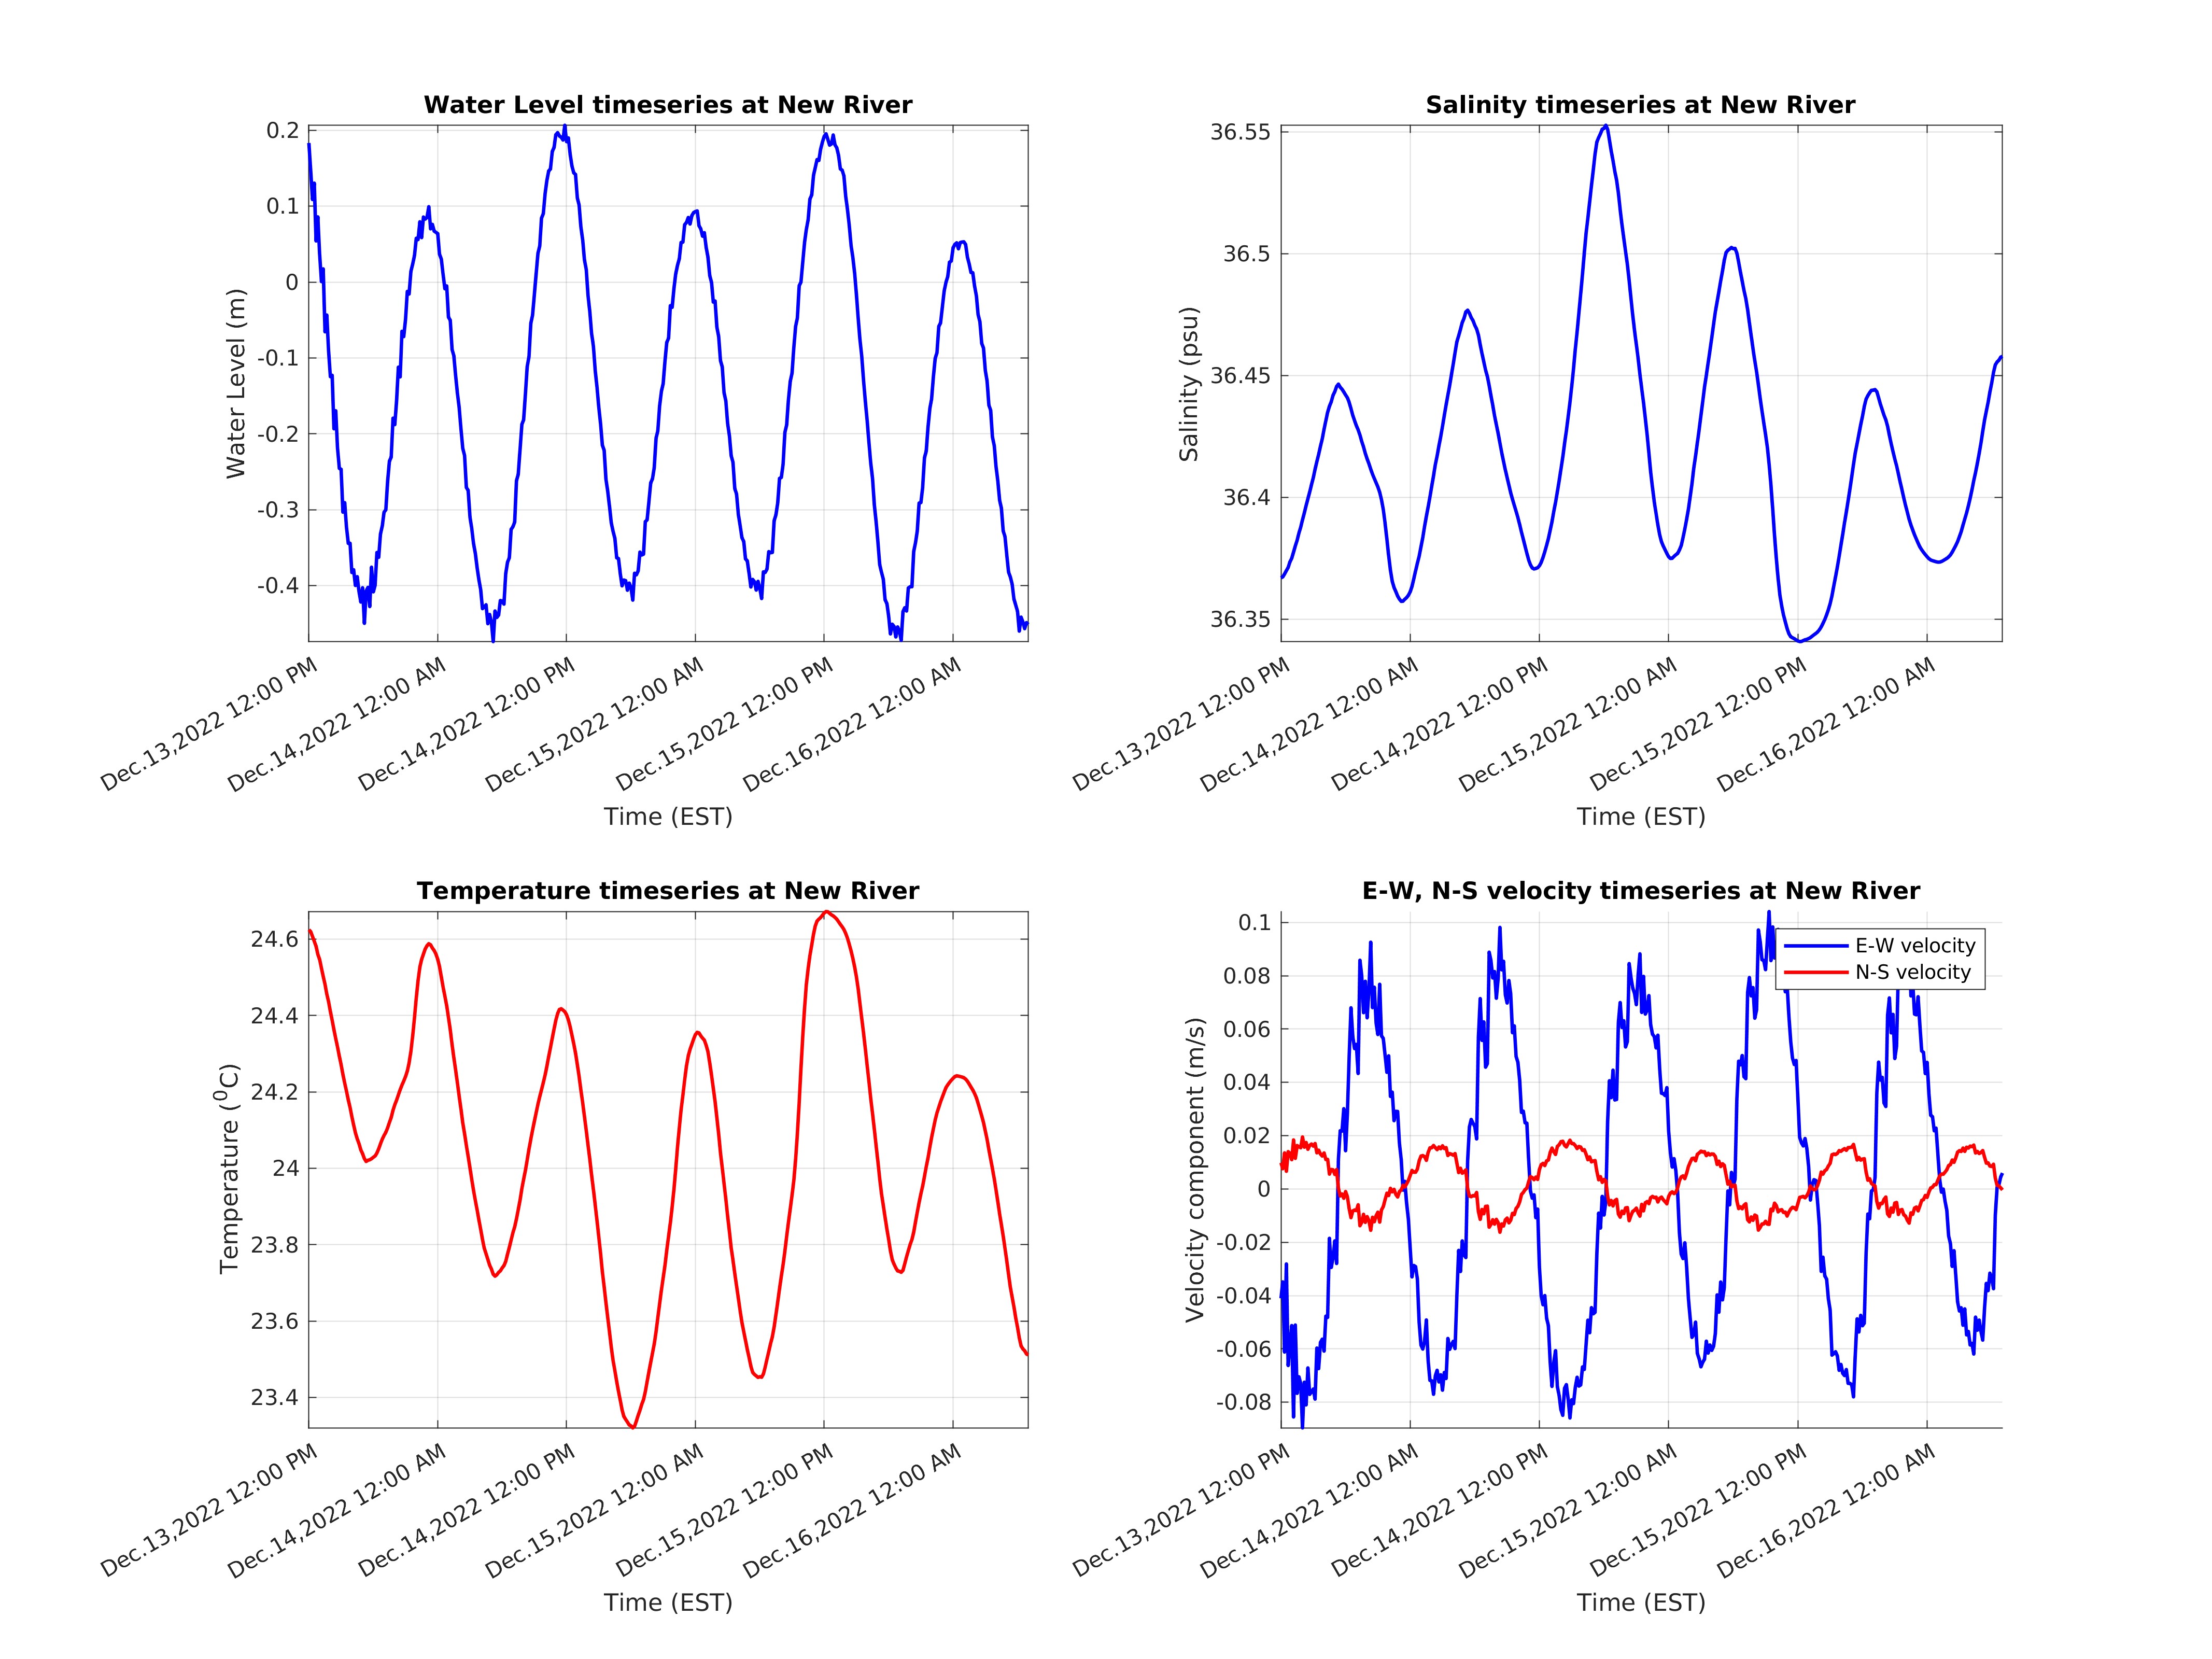 Water Level timeseries at New River
0.2
0.1
0
-0.1
-0.2
-0.3
-0.4
Water Level (m)
Dec.13,2022 12:00 PM
Dec.14,2022 12:00 AM
Dec.14,2022 12:00 PM
Dec.15,2022 12:00 AM
Dec.15,2022 12:00 PM
Dec.16,2022 12:00 AM
Time (EST)
Salinity timeseries at New River
36.55
36.5
36.45
36.4
36.35
Salinity (psu)
Dec.13,2022 12:00 PM
Dec.14,2022 12:00 AM
Dec.14,2022 12:00 PM
Dec.15,2022 12:00 AM
Dec.15,2022 12:00 PM
Dec.16,2022 12:00 AM
Time (EST)
Temperature timeseries at New River
24.6
24.4
24.2
24
23.8
23.6
23.4
Temperature (⁰C)
Dec.13,2022 12:00 PM
Dec.14,2022 12:00 AM
Dec.14,2022 12:00 PM
Dec.15,2022 12:00 AM
Dec.15,2022 12:00 PM
Dec.16,2022 12:00 AM
Time (EST)
E-W, N-S velocity timeseries at New River
0.1
0.08
0.06
0.04
0.02
0
-0.02
-0.04
-0.06
-0.08
Velocity component (m/s)
E-W velocity
N-S velocity
Dec.13,2022 12:00 PM
Dec.14,2022 12:00 AM
Dec.14,2022 12:00 PM
Dec.15,2022 12:00 AM
Dec.15,2022 12:00 PM
Dec.16,2022 12:00 AM
Time (EST)